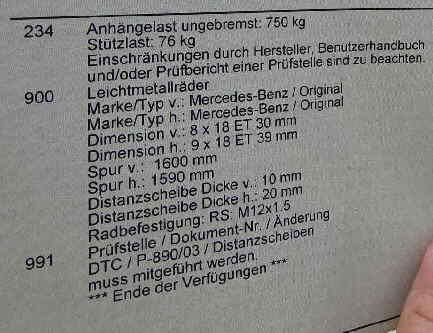 234 Anhängelast ungebremst: 750 kg
Stützlast: 76 kg
Einschränkungen durch Hersteller, Benutzerhandbuch
und/oder Prüfbericht einer Prüfstelle sind zu beachten.
900 Leichtmetallräder
Marke/Typ v.: Mercedes-Benz / Original
Marke/Typ h.: Mercedes-Benz / Original
Dimension v.: 8 x 18 ET 30 mm
Dimension h.: 9 x 18 ET 39 mm
Spur v.: 1600 mm
Spur h.: 1590 mm
Distanzscheibe Dicke v.: 10 mm
Distanzscheibe Dicke h.: 20 mm
Radbefestigung: RS: M12x1.5
991 Prüfstelle / Dokument-Nr. / Änderung
DTC / P-890/03 / Distanzscheiben
muss mitgeführt werden.
*** Ende der Verfügungen ***